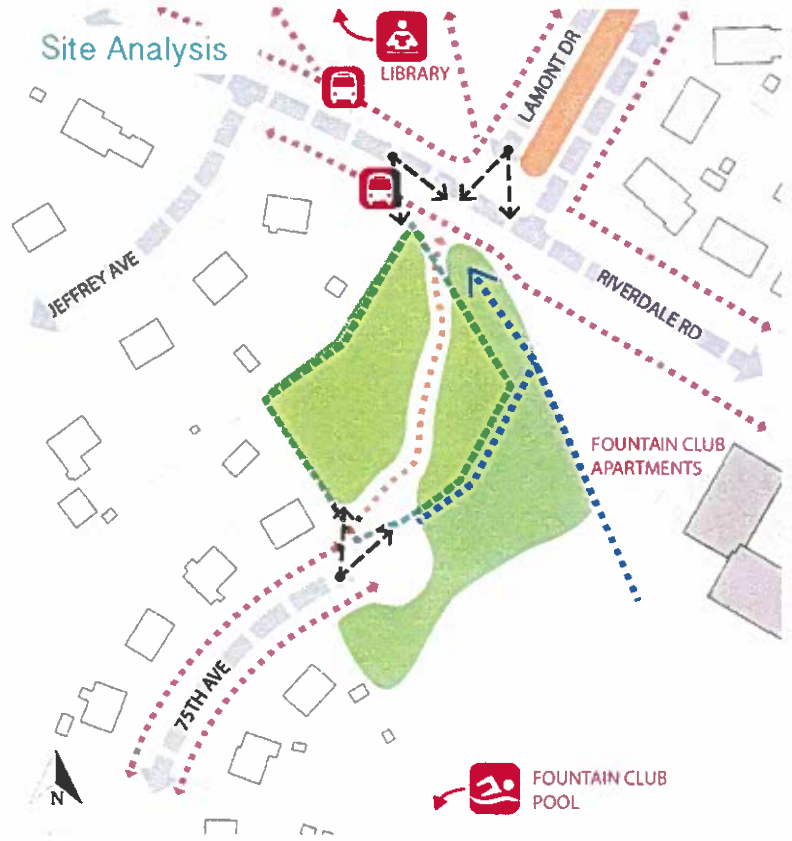 Site Analysis
LIBRARY
LAMONT DR
JEFFREY AVE
RIVERDALE RD
FOUNTAIN CLUB
APARTMENTS
75TH AVE
N
FOUNTAIN CLUB
POOL